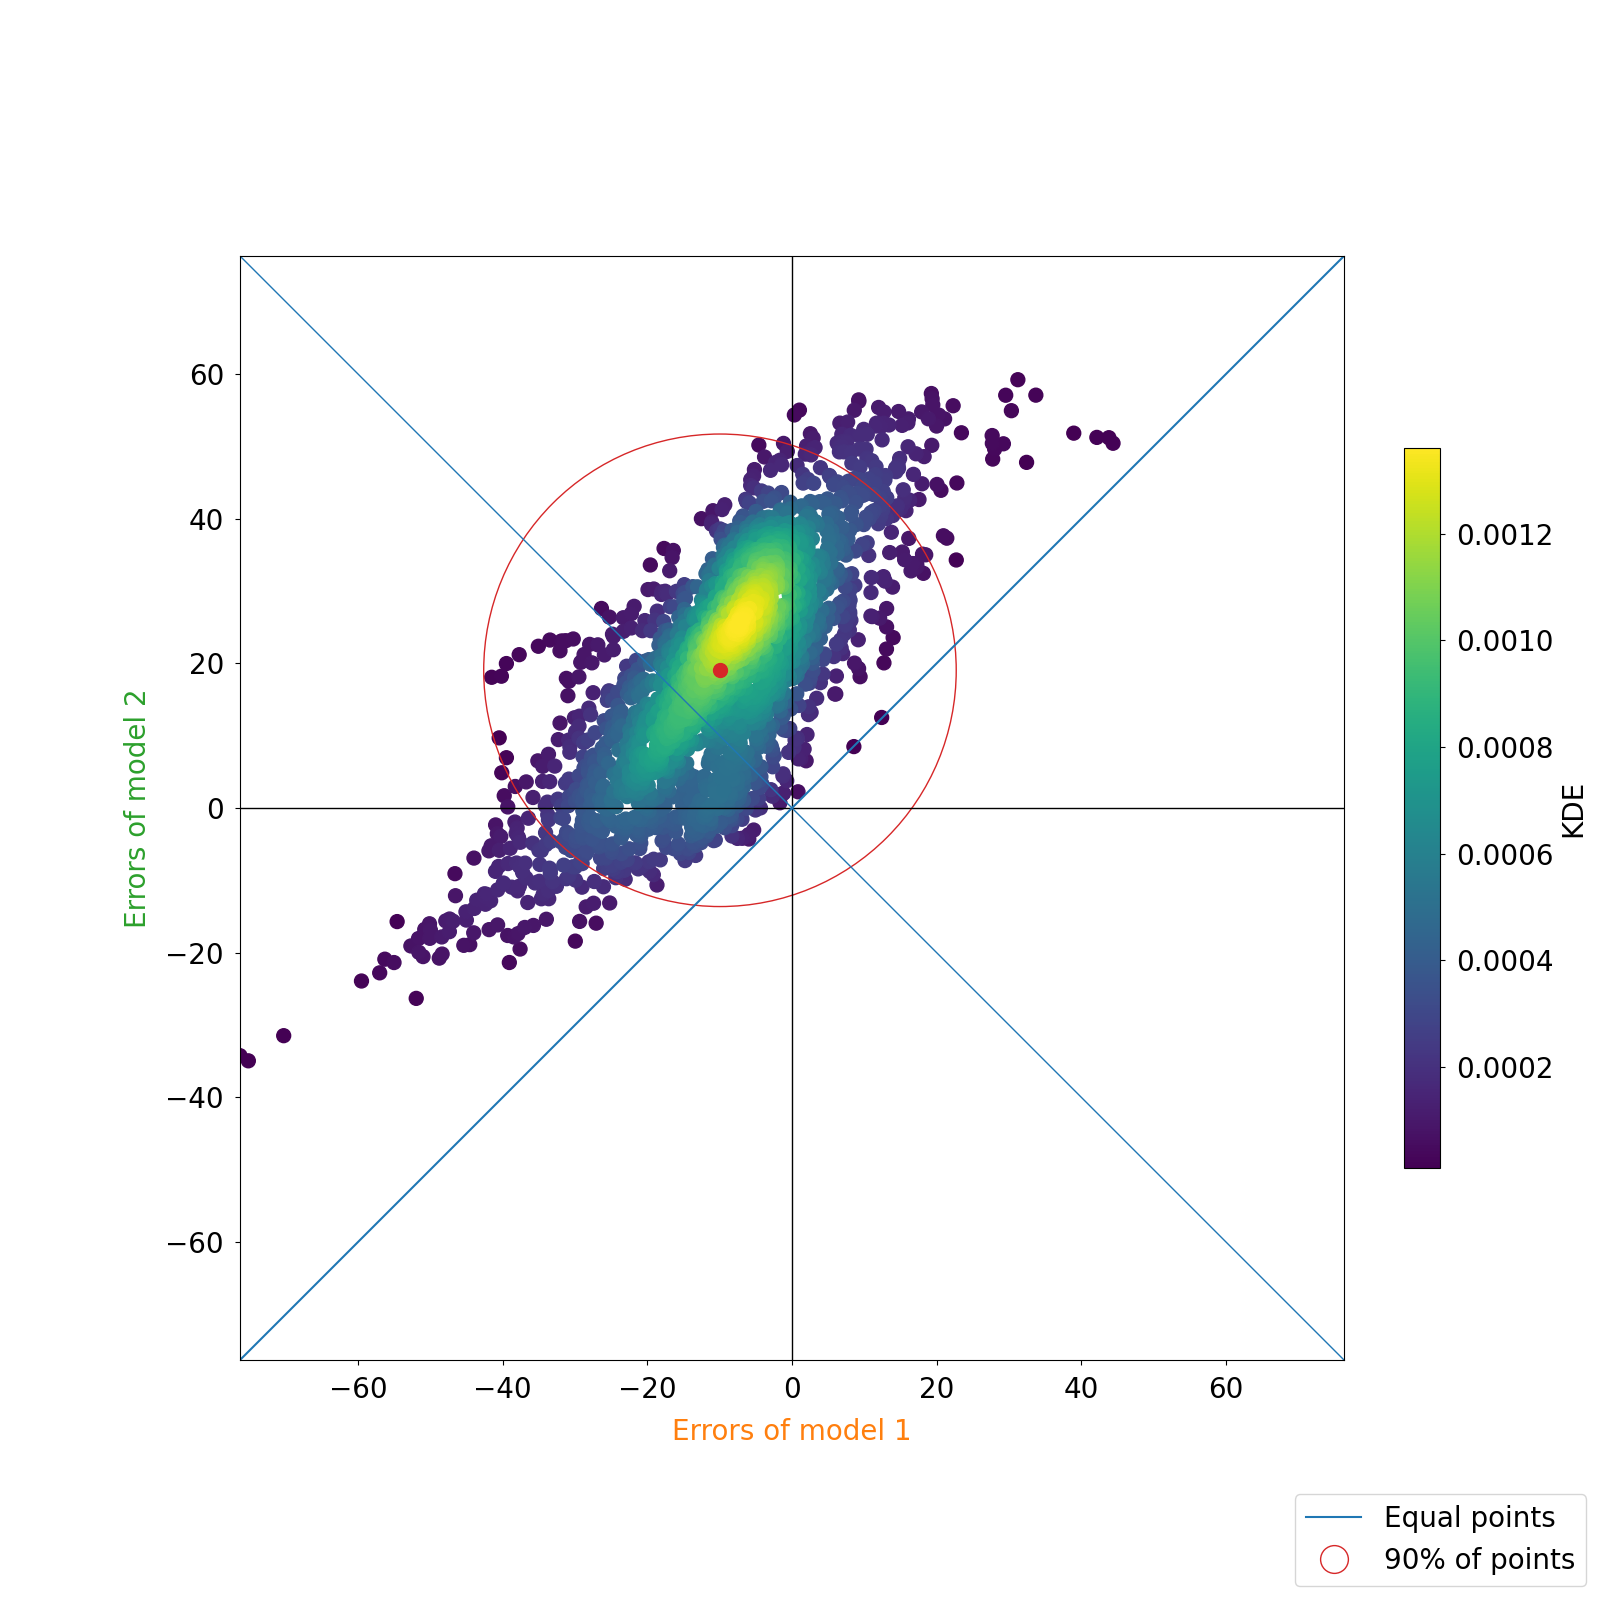 60
40
20
0
−20
−40
−60
Errors of model 2
−60 −40 −20 0 20 40 60
Errors of model 1
0.0012
0.0010
0.0008
0.0006
0.0004
0.0002
KDE
Equal points
90% of points